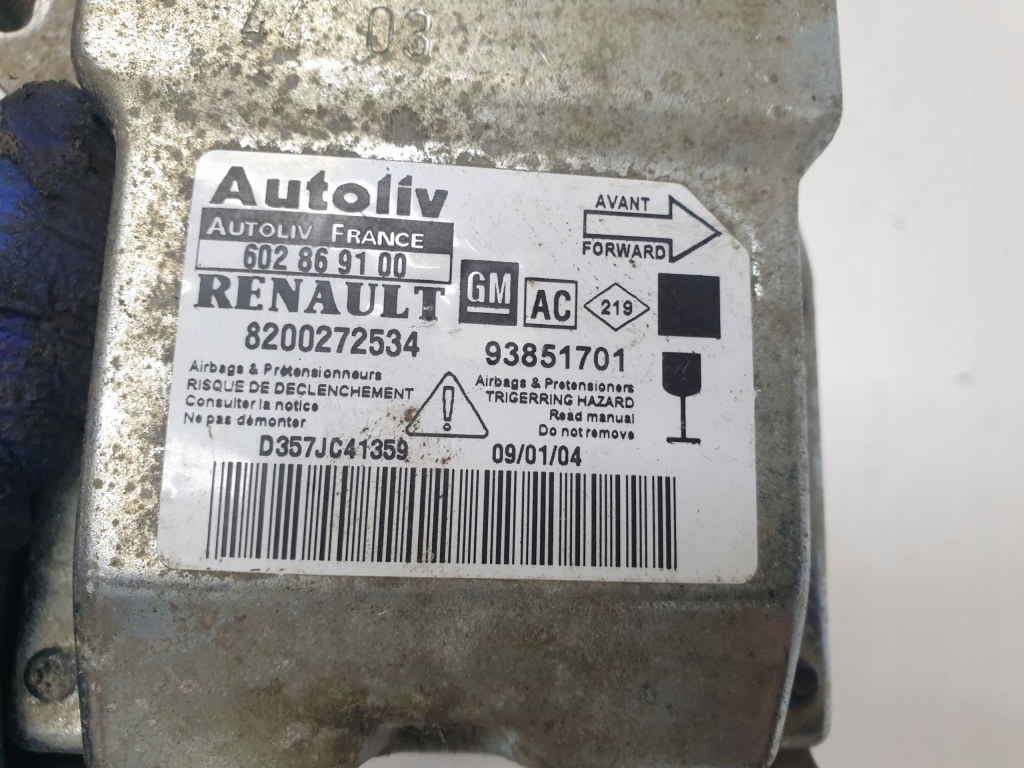 44 03
Autoliv
AUTOLIV FRANCE
602 86 91 00
RENAULT
GM
AC
219
AVANT
FORWARD
8200272534
93851701
Airbags & Prétensionneurs
RISQUE DE DECLENCHEMENT
Consulter la notice
Ne pas démonter
Airbags & Pretensioners
TRIGERRING HAZARD
Read manual
Do not remove
D357JC41359
09/01/04